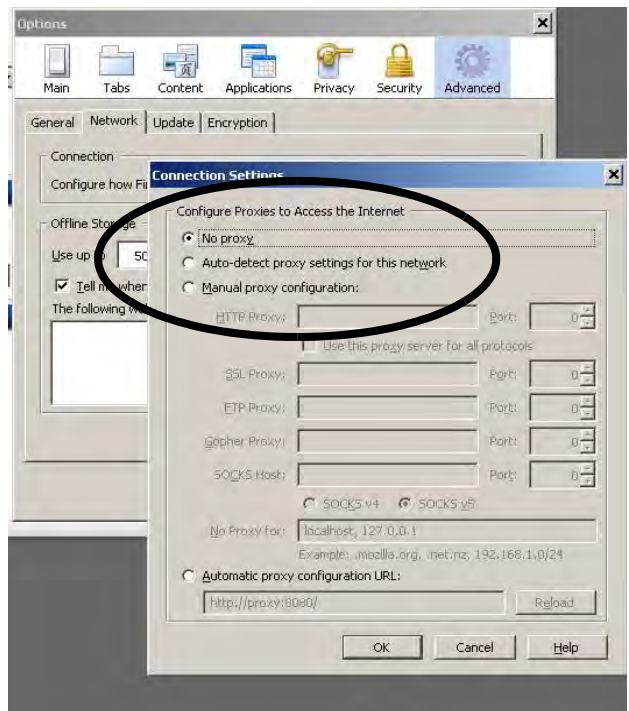 Options
Main Tabs Content Applications Privacy Security Advanced
General Network Update Encryption
Connection
Configure how Fi
Offline Storage
Use up to 50
Tell me when
The following we
Connection Settings
Configure Proxies to Access the Internet
No proxy
Auto-detect proxy settings for this network
Manual proxy configuration:
HTTP Proxy: Port: 0
Use this proxy server for all protocols
SSL Proxy: Port: 0
FTP Proxy: Port: 0
Gopher Proxy: Port: 0
SOCKS Host: Port: 0
SOCKS v4 SOCKS v5
No Proxy for: localhost, 127.0.0.1
Example: .mozilla.org, .net.nz, 192.168.1.0/24
Automatic proxy configuration URL:
http://proxy:8080/ Reload
OK Cancel Help